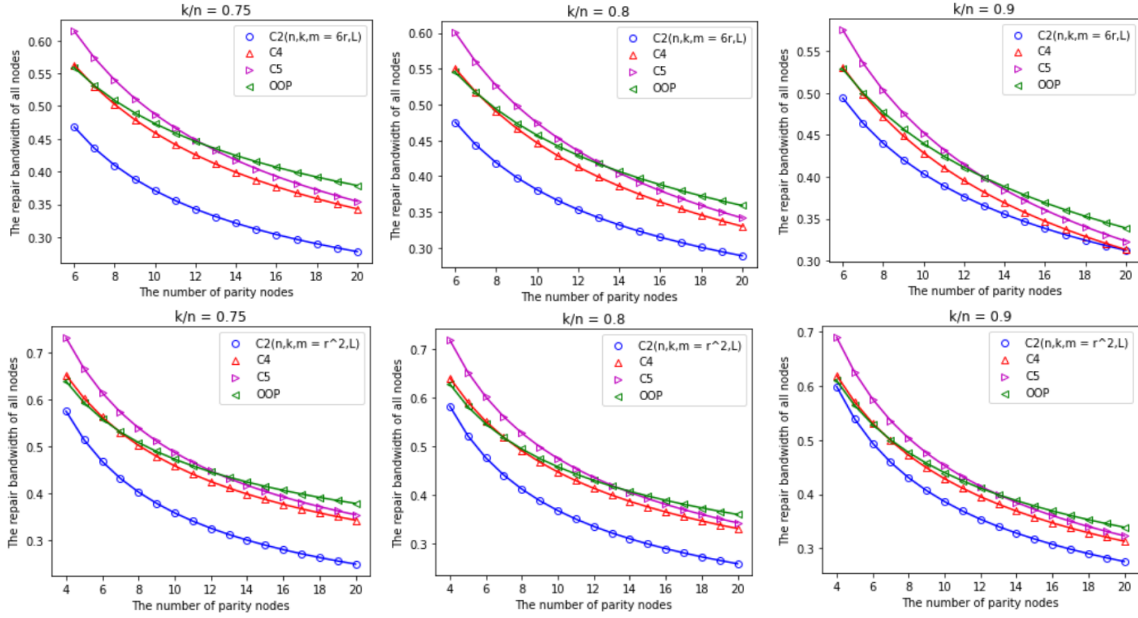 k/n = 0.75
The repair bandwidth of all nodes
0.60
0.55
0.50
0.45
0.40
0.35
0.30
C2(n,k,m = 6r,L)
C4
C5
OOP
6 8 10 12 14 16 18 20
The number of parity nodes
k/n = 0.8
The repair bandwidth of all nodes
0.60
0.55
0.50
0.45
0.40
0.35
0.30
C2(n,k,m = 6r,L)
C4
C5
OOP
6 8 10 12 14 16 18 20
The number of parity nodes
k/n = 0.9
The repair bandwidth of all nodes
0.55
0.50
0.45
0.40
0.35
0.30
C2(n,k,m = 6r,L)
C4
C5
OOP
6 8 10 12 14 16 18 20
The number of parity nodes
k/n = 0.75
The repair bandwidth of all nodes
0.7
0.6
0.5
0.4
0.3
C2(n,k,m = r^2,L)
C4
C5
OOP
4 6 8 10 12 14 16 18 20
The number of parity nodes
k/n = 0.8
The repair bandwidth of all nodes
0.7
0.6
0.5
0.4
0.3
C2(n,k,m = r^2,L)
C4
C5
OOP
4 6 8 10 12 14 16 18 20
The number of parity nodes
k/n = 0.9
The repair bandwidth of all nodes
0.7
0.6
0.5
0.4
0.3
C2(n,k,m = r^2,L)
C4
C5
OOP
4 6 8 10 12 14 16 18 20
The number of parity nodes